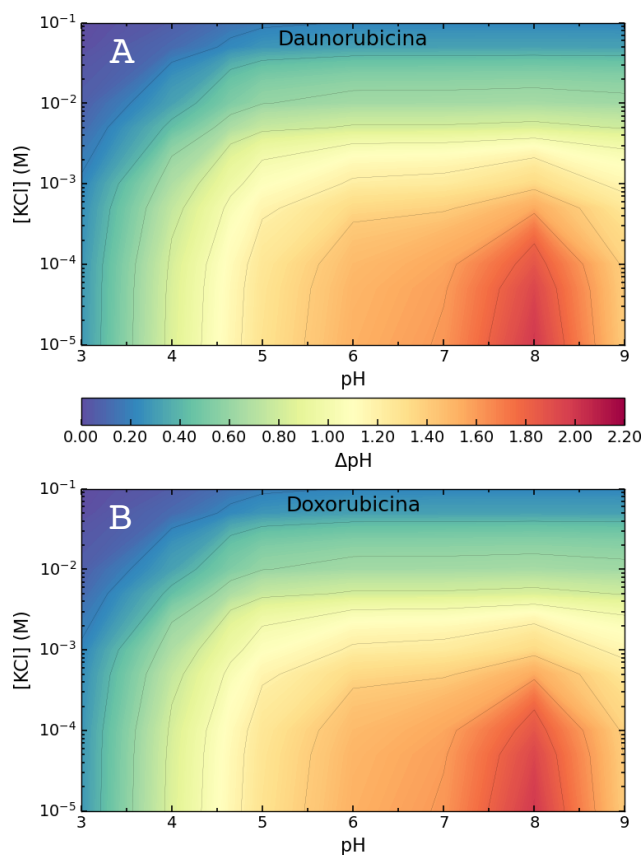 A
Daunorubicina
10⁻¹
10⁻²
10⁻³
10⁻⁴
10⁻⁵
[KCl] (M)
3 4 5 6 7 8 9
pH
0.00 0.20 0.40 0.60 0.80 1.00 1.20 1.40 1.60 1.80 2.00 2.20
ΔpH
B
Doxorubicina
10⁻¹
10⁻²
10⁻³
10⁻⁴
10⁻⁵
[KCl] (M)
3 4 5 6 7 8 9
pH